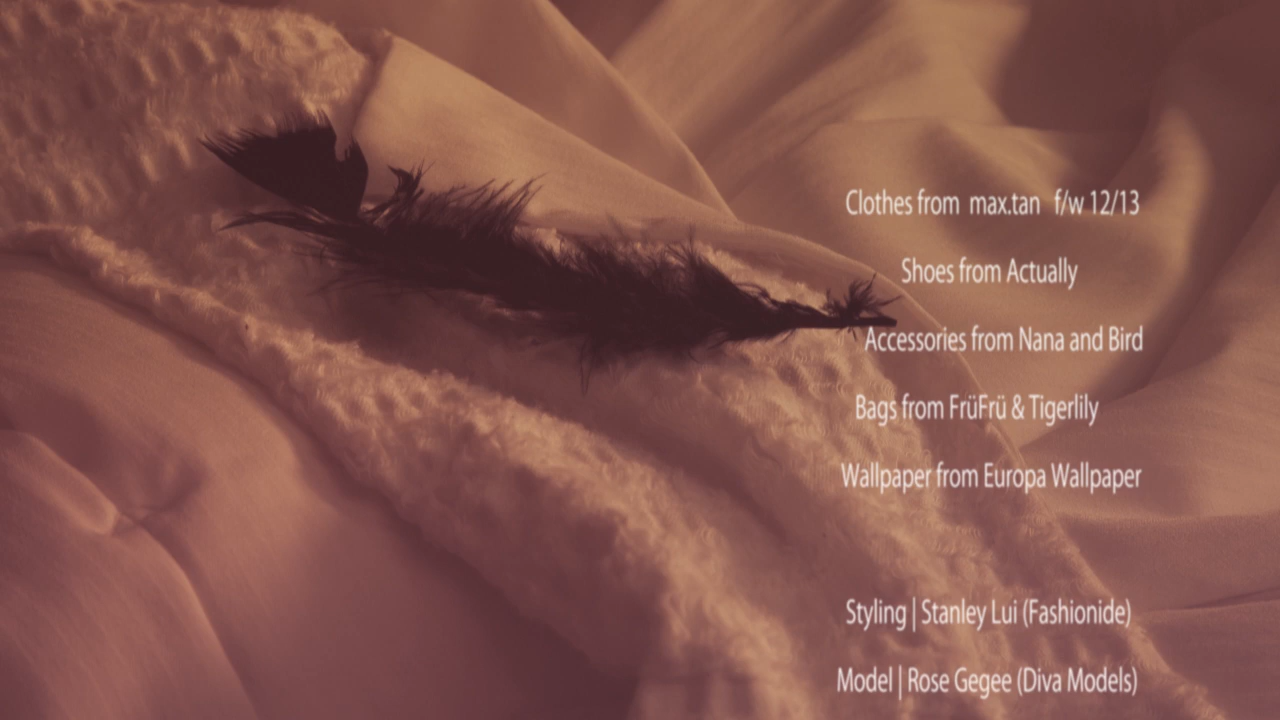 Clothes from max.tan f/w 12/13
Shoes from Actually
Accessories from Nana and Bird
Bags from FrüFrü & Tigerlily
Wallpaper from Europa Wallpaper
Styling | Stanley Lui (Fashionide)
Model | Rose Gegee (Diva Models)